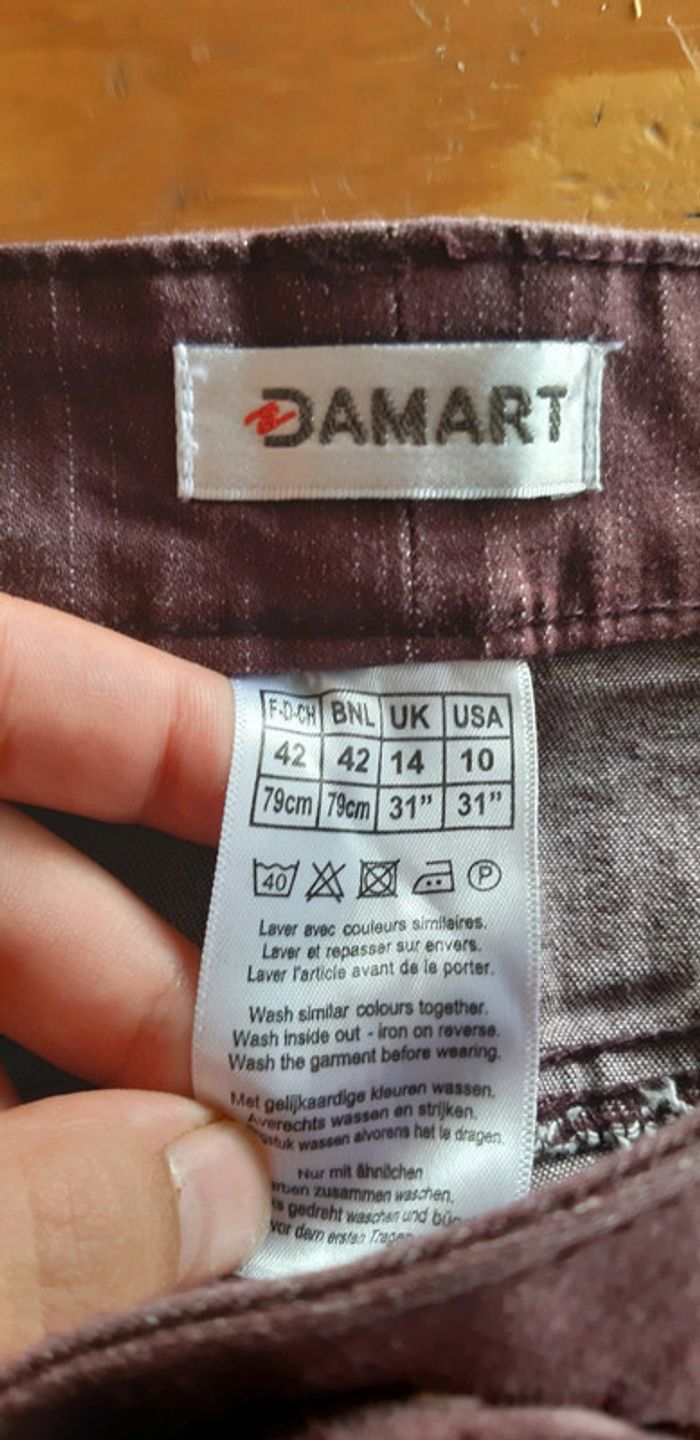 DAMART
F-D-CH BNL UK USA
42 42 14 10
79cm 79cm 31” 31”
40 P
Laver avec couleurs similaires.
Laver et repasser sur envers.
Laver l'article avant de le porter.
Wash similar colours together.
Wash inside out - iron on reverse.
Wash the garment before wearing.
Met gelijkaardige kleuren wassen,
Averechts wassen en strijken.
wassen alvorens het te dragen.
Nur mit ähnlichen
zusammen waschen,
gedreht waschen und
vor dem ersten